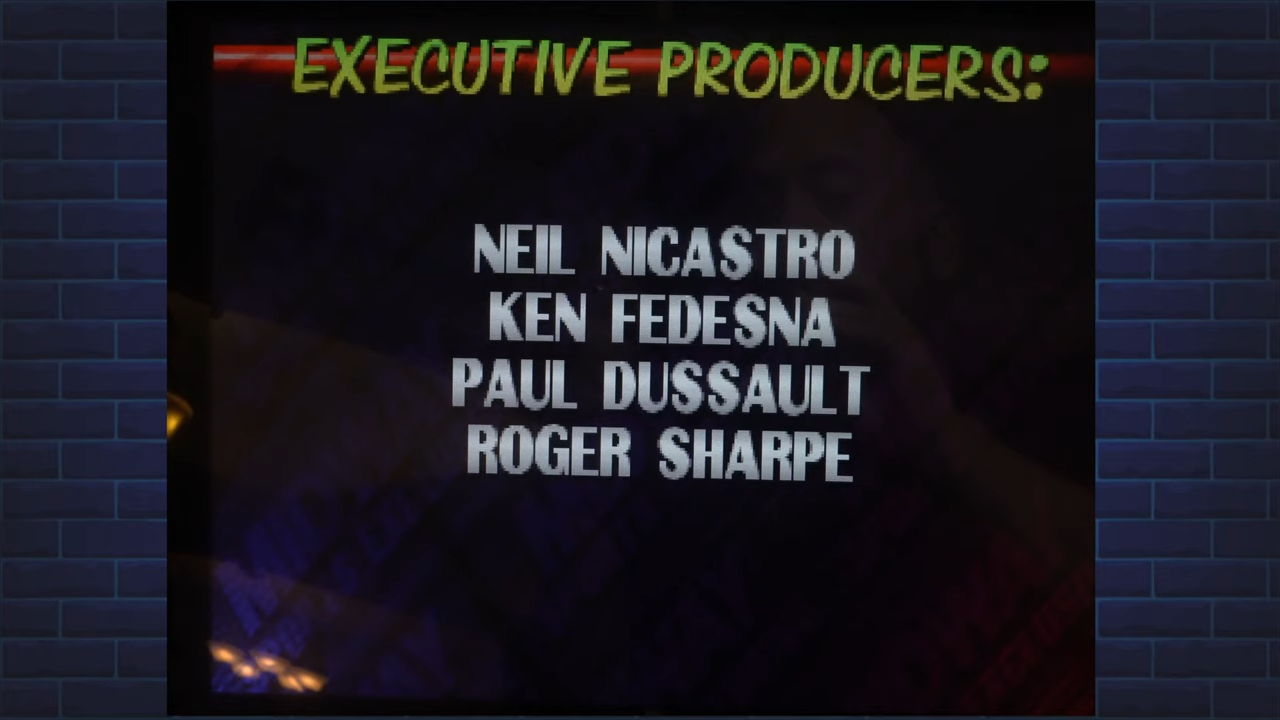 EXECUTIVE PRODUCERS:
NEIL NICASTRO
KEN FEDESNA
PAUL DUSSAULT
ROGER SHARPE